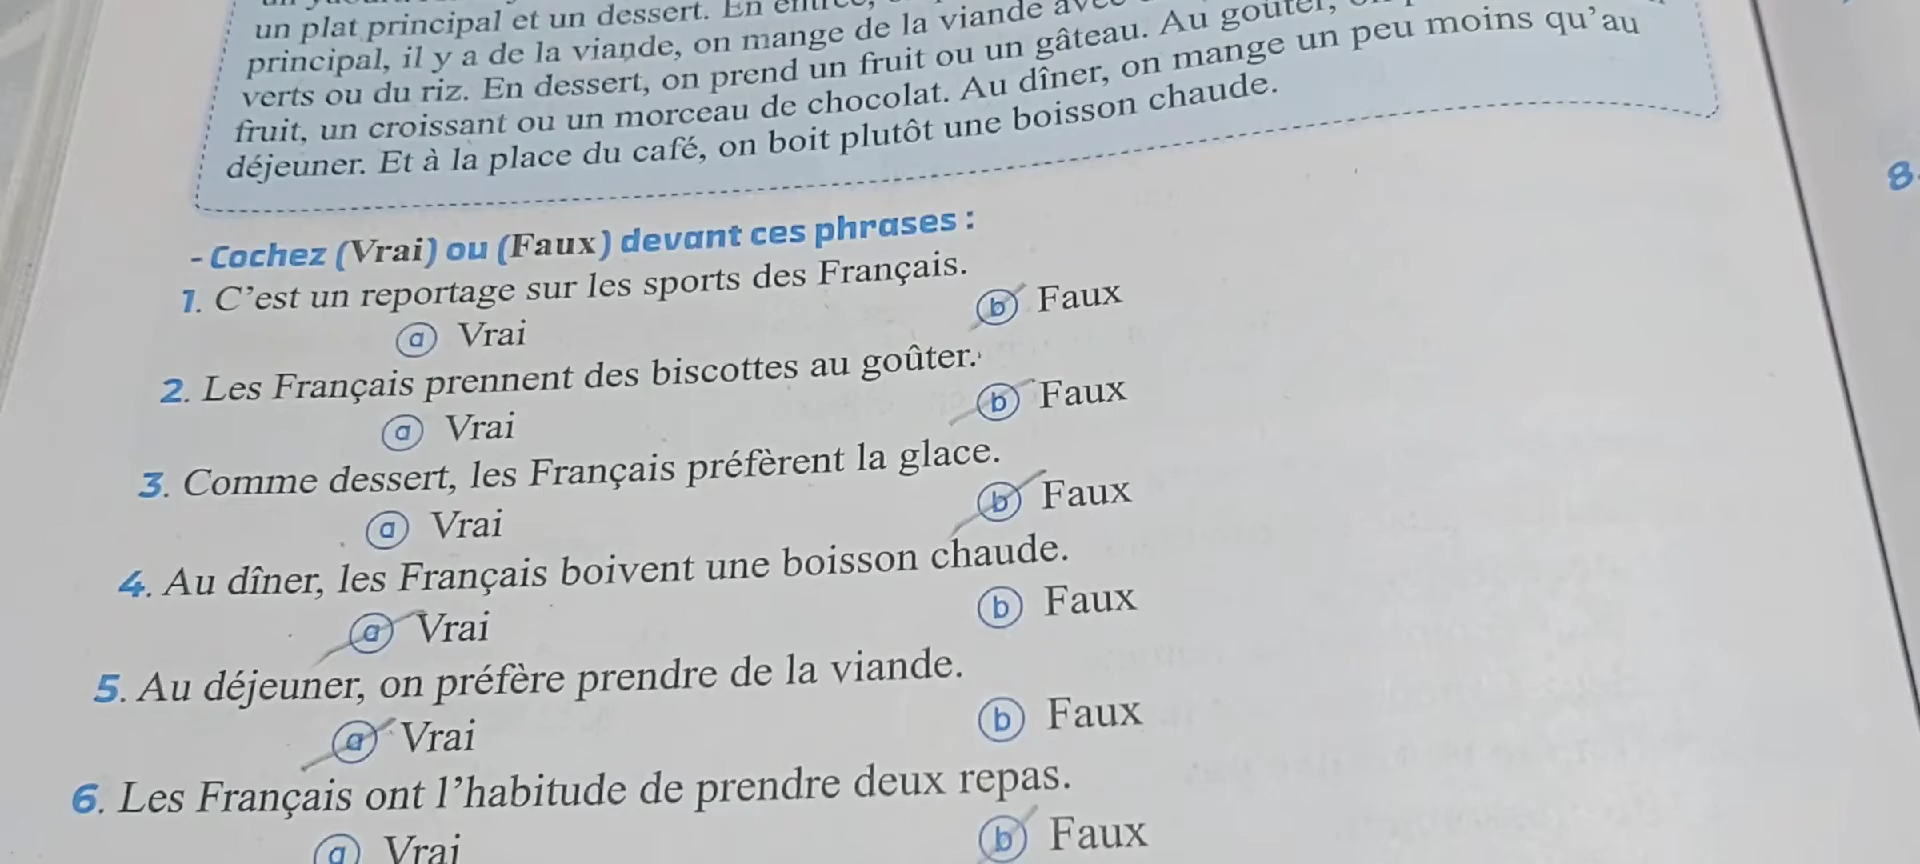 un plat principal et un dessert. En
principal, il y a de la viande, on mange de la viande
verts ou du riz. En dessert, on prend un fruit ou un gâteau. Au goûter,
fruit, un croissant ou un morceau de chocolat. Au dîner, on mange un peu moins qu'au
déjeuner. Et à la place du café, on boit plutôt une boisson chaude.
8
- Cochez (Vrai) ou (Faux) devant ces phrases :
1. C'est un reportage sur les sports des Français.
a Vrai b Faux
2. Les Français prennent des biscottes au goûter.
a Vrai b Faux
3. Comme dessert, les Français préfèrent la glace.
a Vrai b Faux
4. Au dîner, les Français boivent une boisson chaude.
a Vrai b Faux
5. Au déjeuner, on préfère prendre de la viande.
a Vrai b Faux
6. Les Français ont l'habitude de prendre deux repas.
a Vrai b Faux